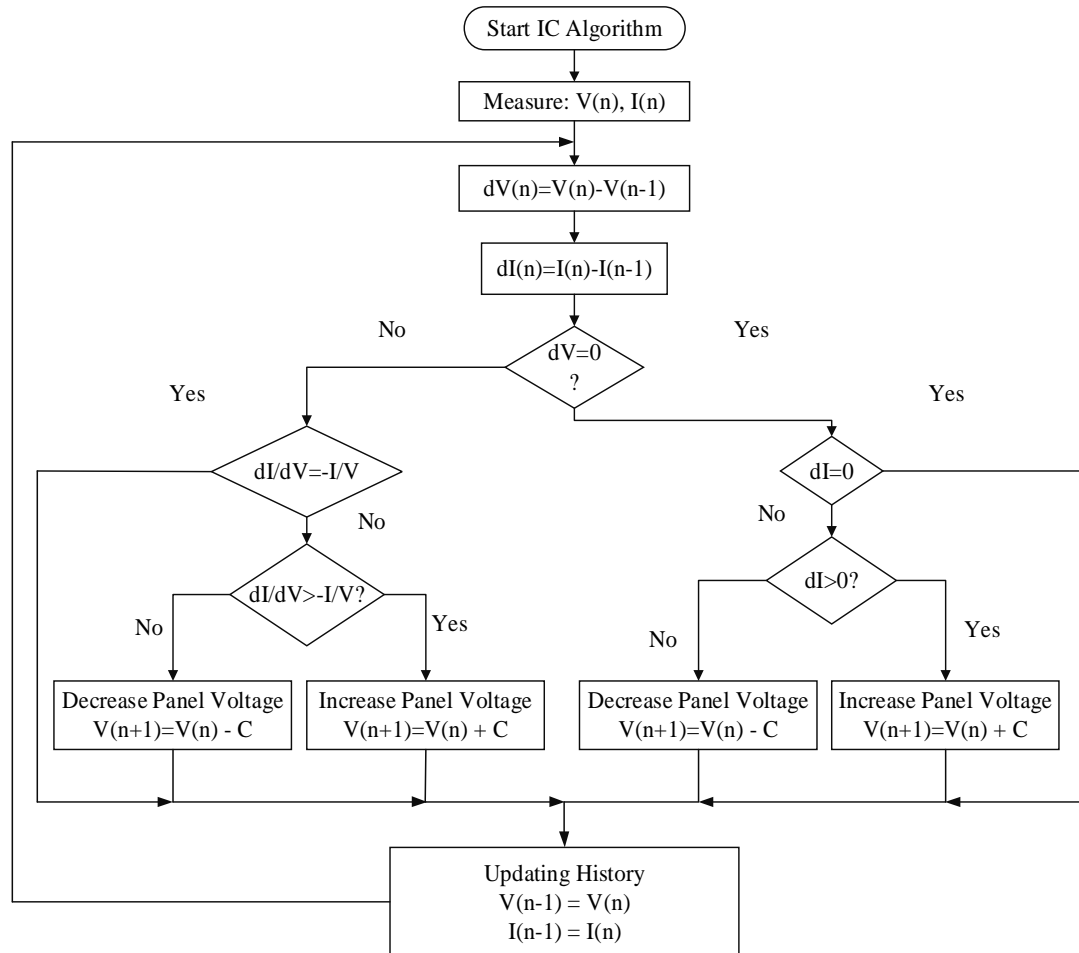 Start IC Algorithm
Measure: V(n), I(n)
dV(n)=V(n)-V(n-1)
dI(n)=I(n)-I(n-1)
No
Yes
dV=0
?
Yes
Yes
dI/dV=-I/V
dI=0
No
No
dI/dV>-I/V?
dI>0?
No
Yes
No
Yes
Decrease Panel Voltage
V(n+1)=V(n) - C
Increase Panel Voltage
V(n+1)=V(n) + C
Decrease Panel Voltage
V(n+1)=V(n) - C
Increase Panel Voltage
V(n+1)=V(n) + C
Updating History
V(n-1) = V(n)
I(n-1) = I(n)